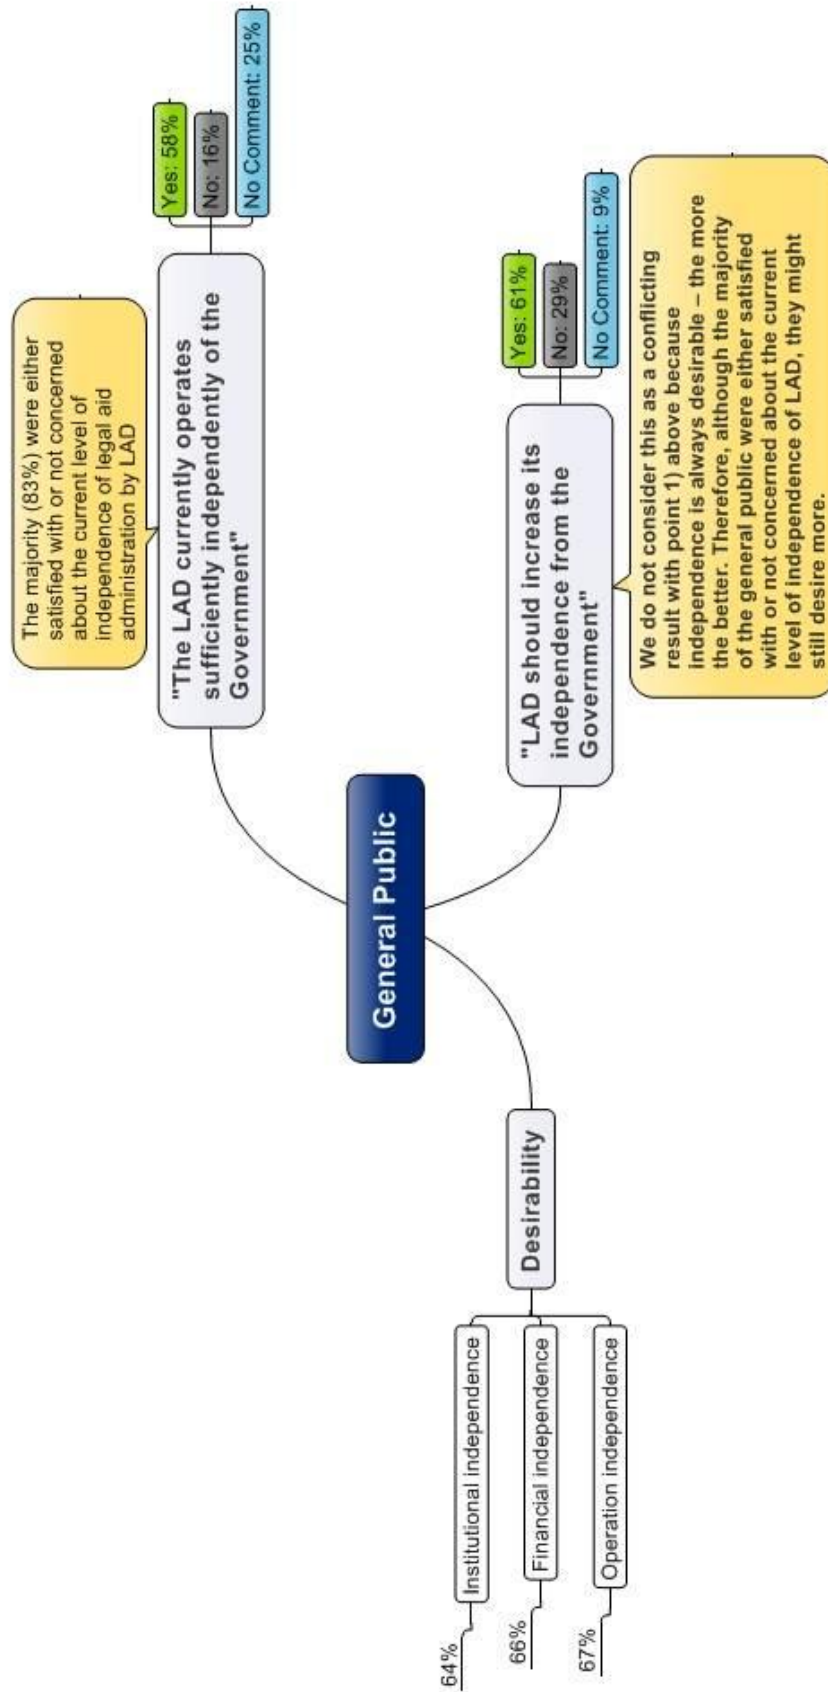 General Public
The majority (83%) were either
satisfied with or not concerned
about the current level of
independence of legal aid
administration by LAD
"The LAD currently operates
sufficiently independently of the
Government"
Yes: 58%
No: 16%
No Comment: 25%
"LAD should increase its
independence from the
Government"
Yes: 61%
No: 29%
No Comment: 9%
We do not consider this as a conflicting
result with point 1) above because
independence is always desirable – the more
the better. Therefore, although the majority
of the general public were either satisfied
with or not concerned about the current
level of independence of LAD, they might
still desire more.
Desirability
64% Institutional independence
66% Financial independence
67% Operation independence